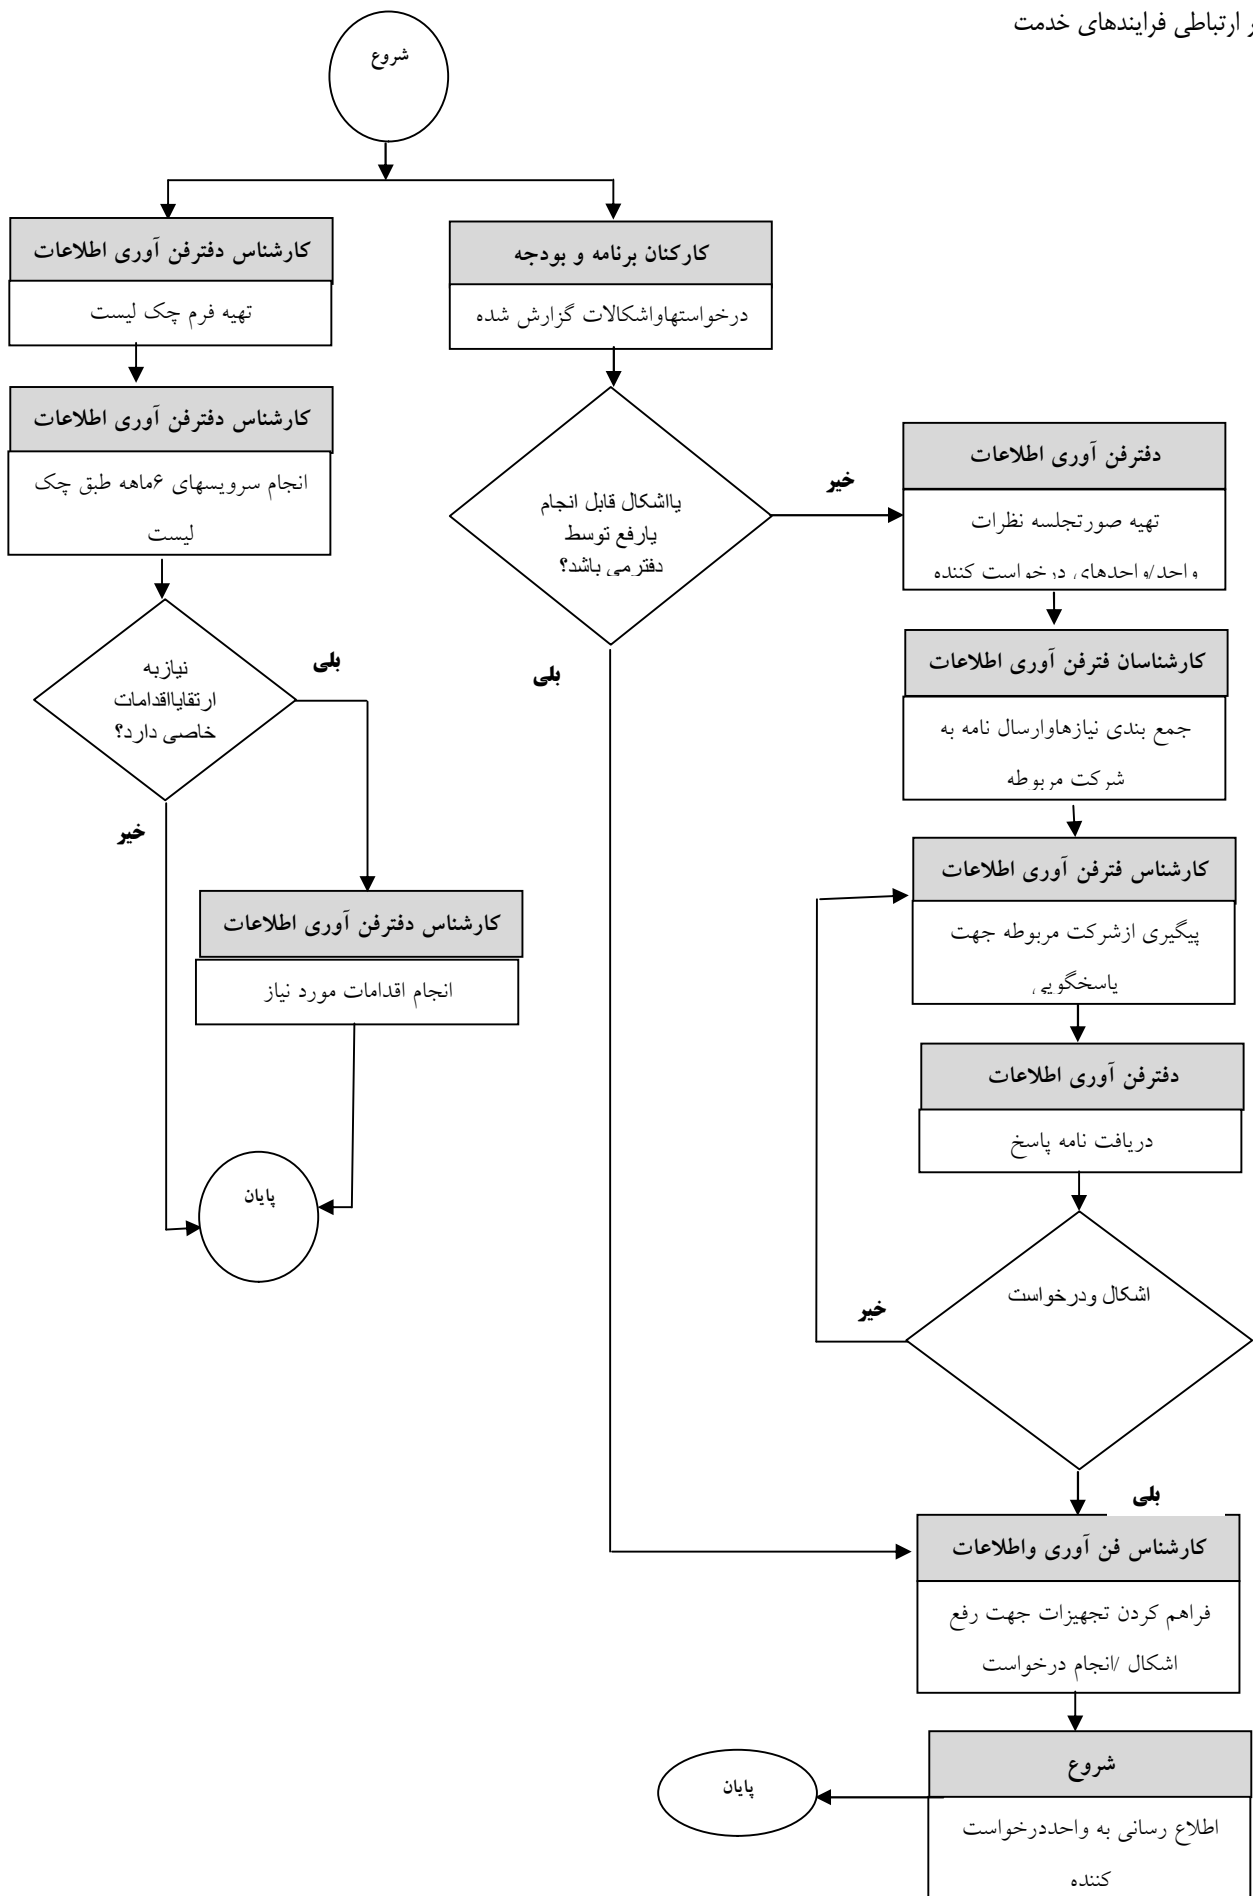 ر ارتباطی فرایندهای خدمت
شروع
کارشناس دفترفن آوری اطلاعات
تهیه فرم چک لیست
کارشناس دفترفن آوری اطلاعات
انجام سرویسهای ۶ماهه طبق چک
لیست
نیازبه
ارتقایااقدامات
خاصی دارد؟
بلی
خیر
کارشناس دفترفن آوری اطلاعات
انجام اقدامات مورد نیاز
پایان
کارکنان برنامه و بودجه
درخواستهاواشکالات گزارش شده
یااشکال قابل انجام
یارفع توسط
دفترمی باشد؟
خیر
بلی
دفترفن آوری اطلاعات
تهیه صورتجلسه نظرات
واحد/واحدهای درخواست کننده
کارشناسان فترفن آوری اطلاعات
جمع بندی نیازهاوارسال نامه به
شرکت مربوطه
کارشناس فترفن آوری اطلاعات
پیگیری ازشرکت مربوطه جهت
پاسخگویی
دفترفن آوری اطلاعات
دریافت نامه پاسخ
اشکال ودرخواست
خیر
بلی
کارشناس فن آوری واطلاعات
فراهم کردن تجهیزات جهت رفع
اشکال /انجام درخواست
شروع
اطلاع رسانی به واحددرخواست
کننده
پایان